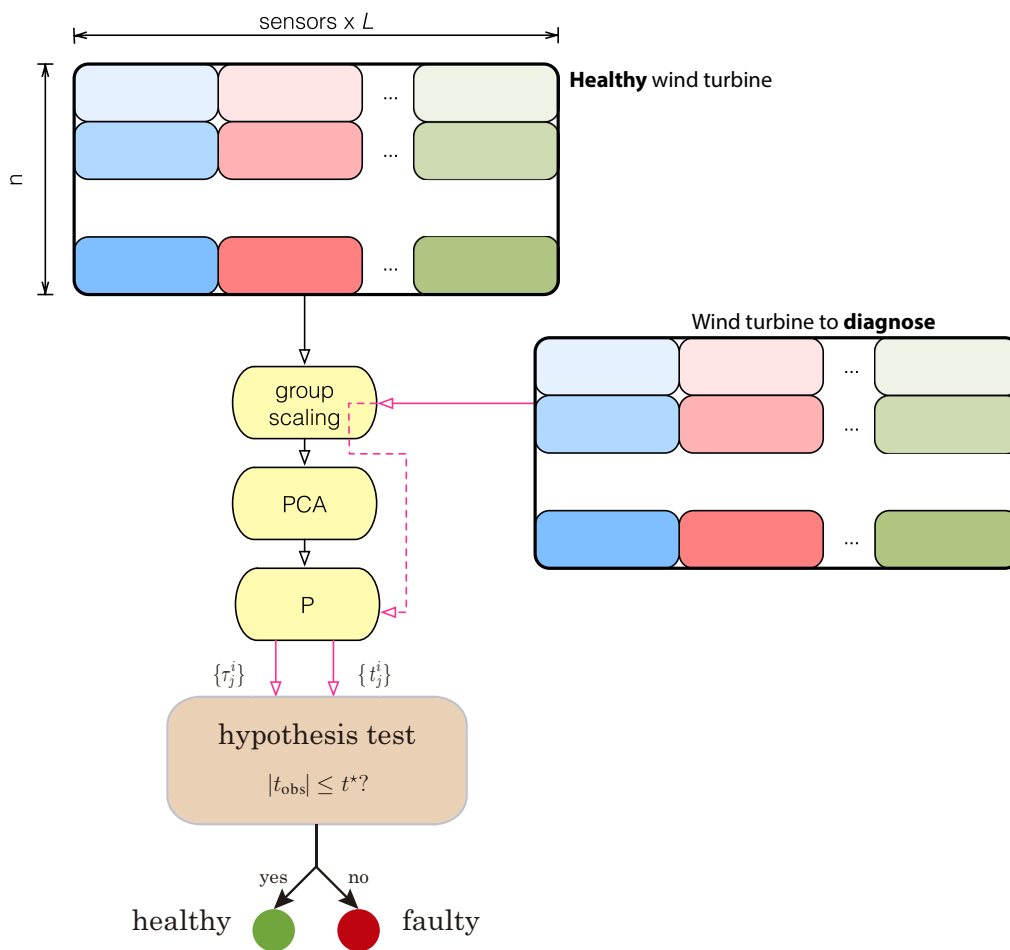 sensors x L
Healthy wind turbine
...
...
n
...
Wind turbine to diagnose
...
group
scaling
...
PCA
...
P
{τ_j^i}
{t_j^i}
hypothesis test
|t_obs| ≤ t*?
yes
no
healthy
faulty